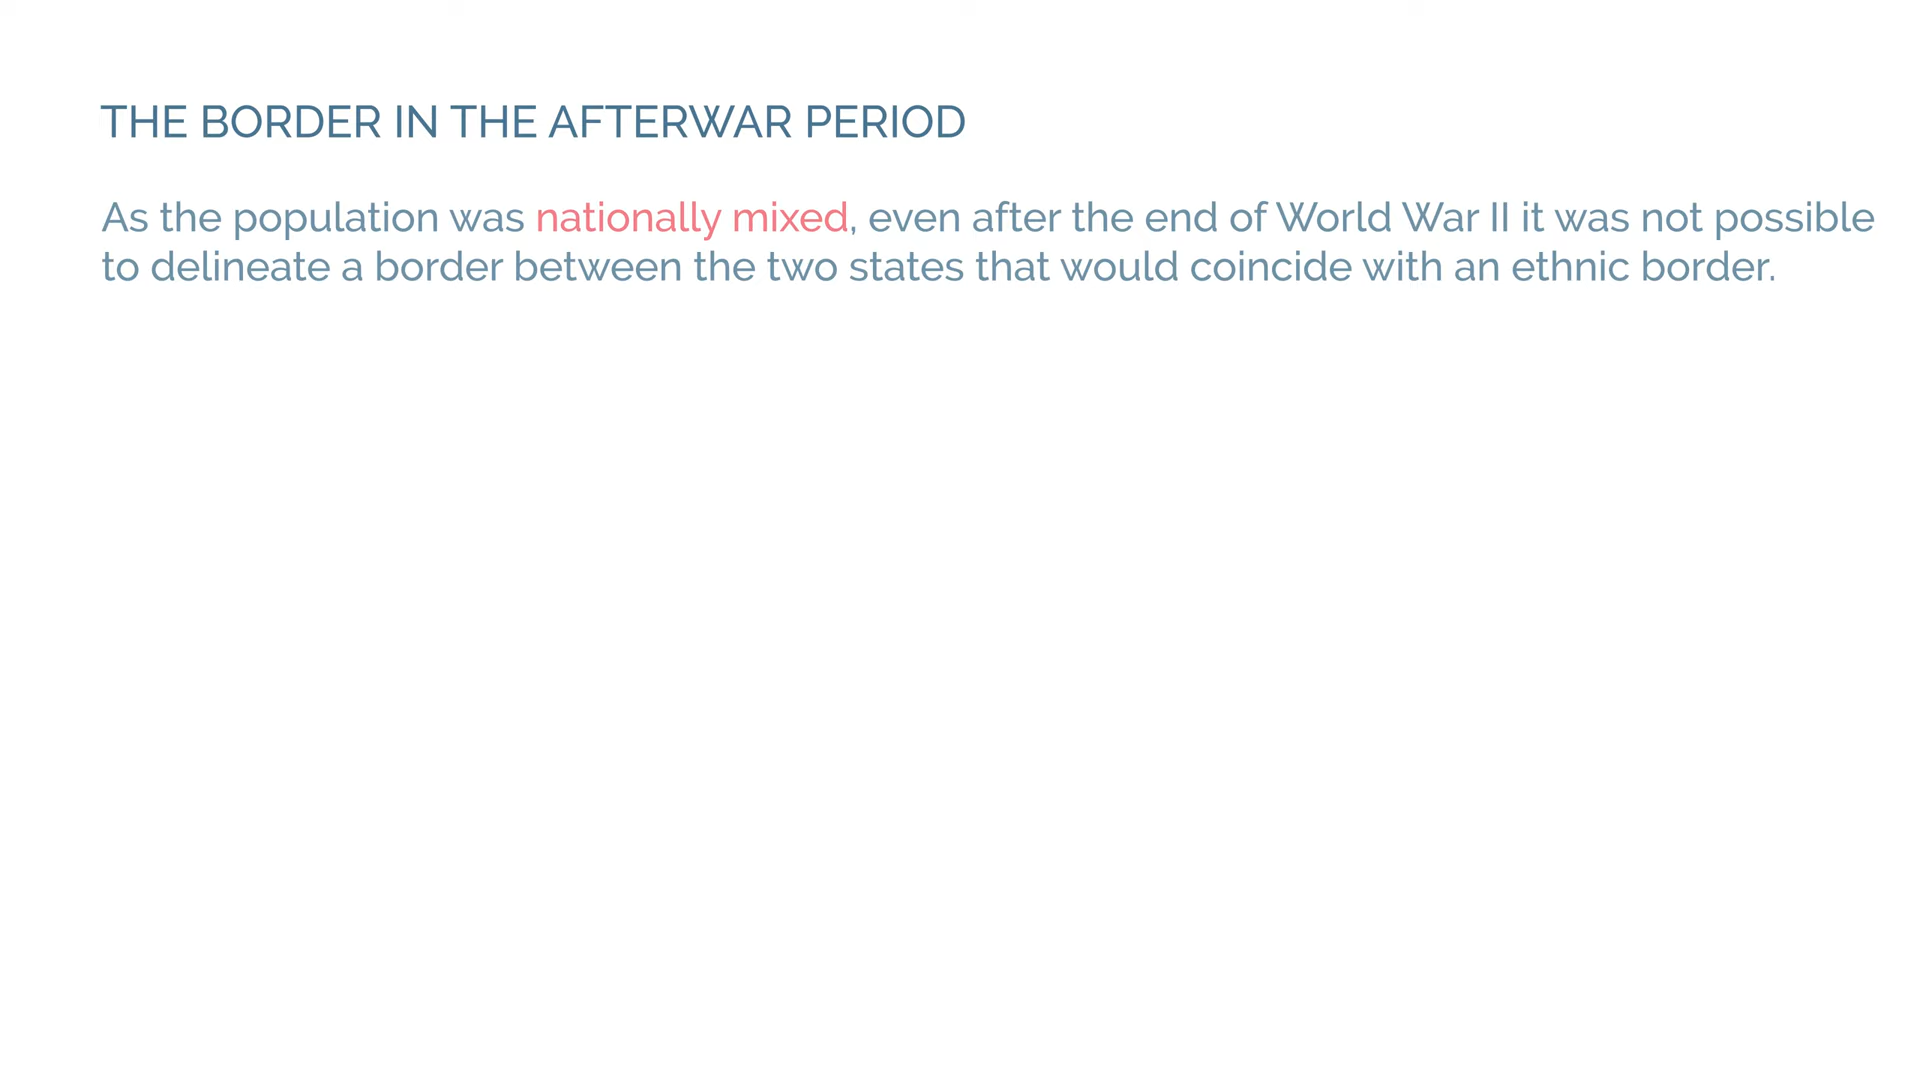 THE BORDER IN THE AFTERWAR PERIOD
As the population was nationally mixed, even after the end of World War II it was not possible
to delineate a border between the two states that would coincide with an ethnic border.